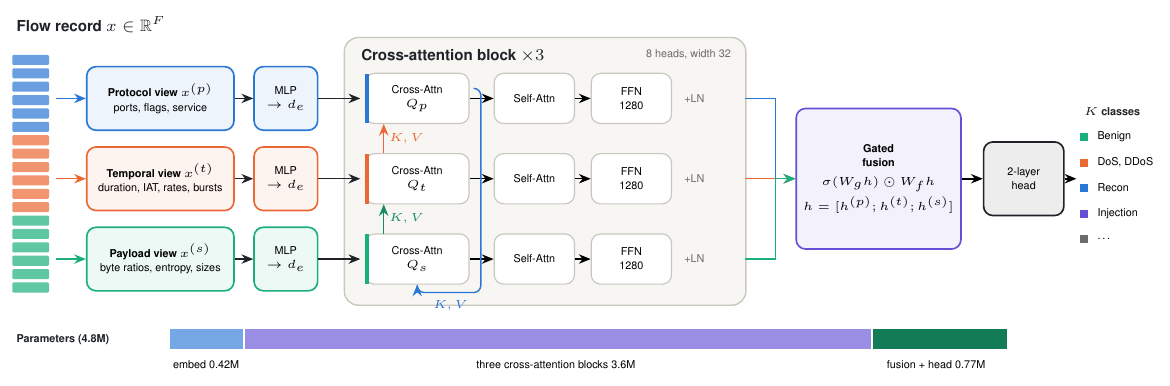 Flow record x ∈ ℝ^F
Cross-attention block ×3
8 heads, width 32
Protocol view x^(p)
ports, flags, service
MLP
→ d_e
Cross-Attn
Q_p
Self-Attn
FFN
1280
+LN
K, V
Temporal view x^(t)
duration, IAT, rates, bursts
MLP
→ d_e
Cross-Attn
Q_t
Self-Attn
FFN
1280
+LN
K, V
Payload view x^(s)
byte ratios, entropy, sizes
MLP
→ d_e
Cross-Attn
Q_s
Self-Attn
FFN
1280
+LN
K, V
Gated
fusion
σ(W_g h) ⊙ W_f h
h = [h^(p); h^(t); h^(s)]
2-layer
head
K classes
Benign
DoS, DDoS
Recon
Injection
...
Parameters (4.8M)
embed 0.42M
three cross-attention blocks 3.6M
fusion + head 0.77M